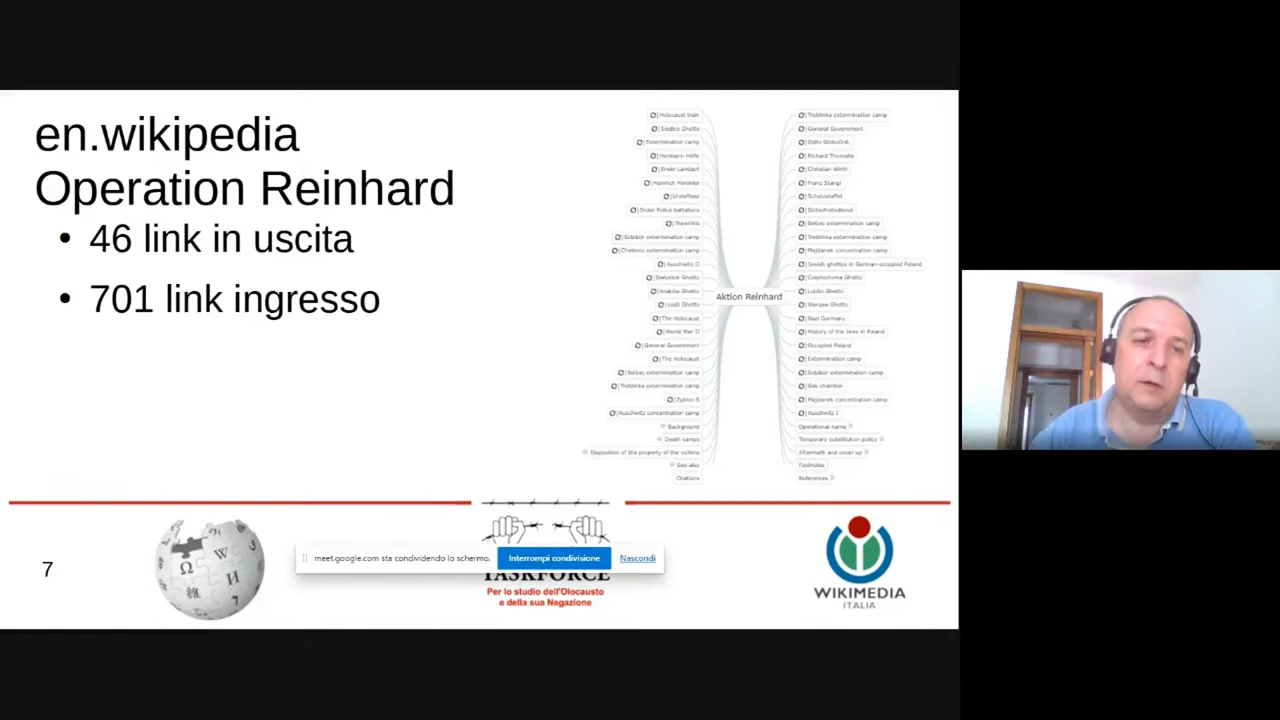 en.wikipedia
Operation Reinhard
• 46 link in uscita
• 701 link ingresso
Holocaust train
Siedlce Ghetto
Extermination camp
Hermann Höfle
Erwin Lambert
Heinrich Himmler
Undefined
Order Police battalions
Trawnikis
Sobibór extermination camp
Chełmno extermination camp
Auschwitz II
Białystok Ghetto
Kraków Ghetto
Łódź Ghetto
The Holocaust
World War II
General Government
The Holocaust
Bełżec extermination camp
Treblinka extermination camp
Zyklon B
Auschwitz concentration camp
Background
Death camps
Disposition of the property of the victims
See also
Citations
Aktion Reinhard
Treblinka extermination camp
General Government
Odilo Globočnik
Richard Thomalla
Christian Wirth
Franz Stangl
Schutzstaffel
Sicherheitsdienst
Bełżec extermination camp
Treblinka extermination camp
Majdanek concentration camp
Jewish ghettos in German-occupied Poland
Częstochowa Ghetto
Lublin Ghetto
Warsaw Ghetto
Nazi Germany
History of the Jews in Poland
Occupied Poland
Extermination camp
Sobibór extermination camp
Gas chamber
Majdanek concentration camp
Auschwitz I
Operational name
Temporary substitution policy
Aftermath and cover up
Footnotes
References
7
meet.google.com sta condividendo lo schermo.
Interrompi condivisione
Nascondi
TASKFORCE
Per lo studio dell'Olocausto
e della sua Negazione
WIKIMEDIA
ITALIA